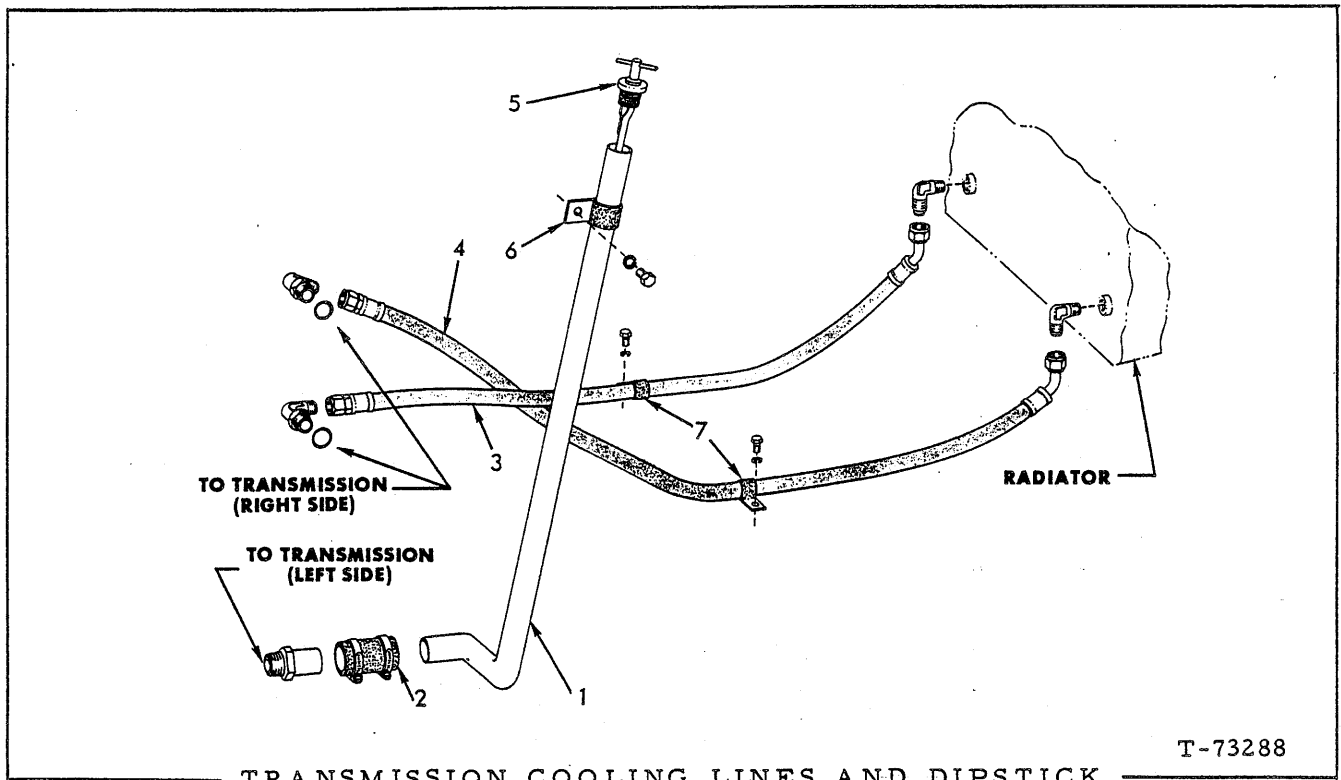 5
6
4
3
7
TO TRANSMISSION
(RIGHT SIDE)
RADIATOR
TO TRANSMISSION
(LEFT SIDE)
2
1
T-73288
TRANSMISSION COOLING LINES AND DIPSTICK